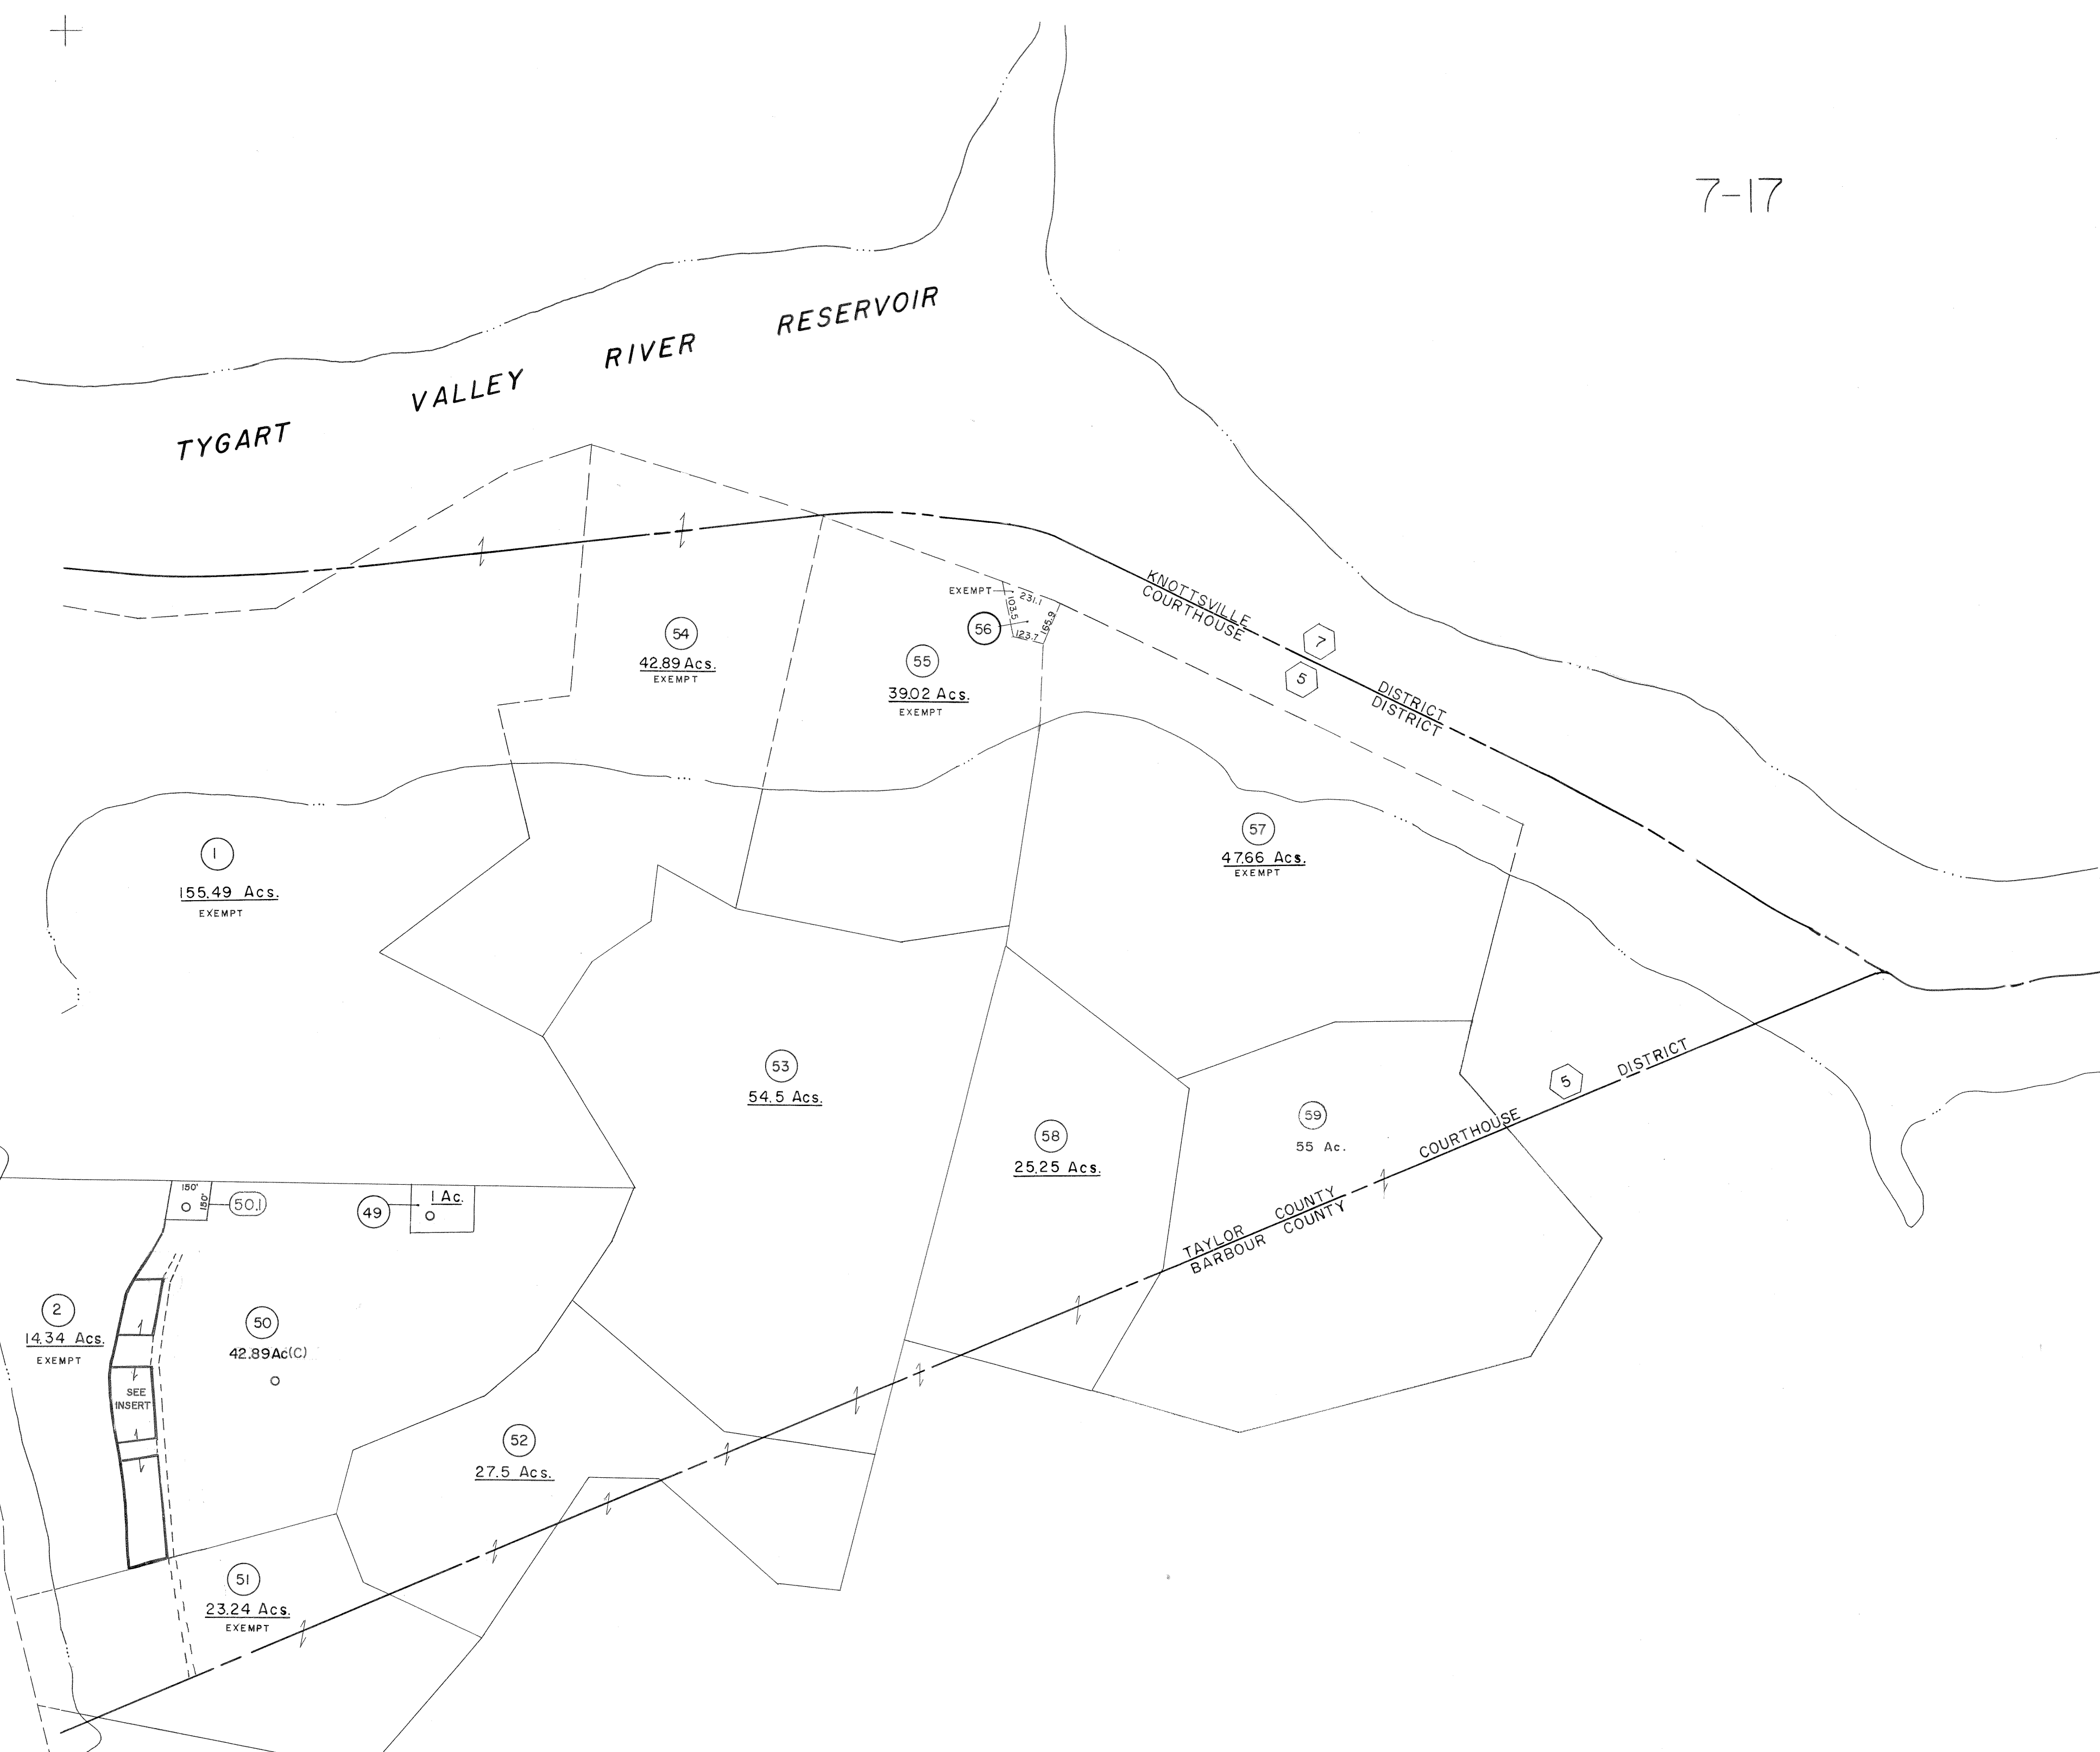 7-17
TYGART VALLEY RIVER RESERVOIR
KNOTTSVILLE DISTRICT
COURTHOUSE DISTRICT
7
5
EXEMPT
231.1
103.5
165.9
123.7
56
54
42.89 Acs.
EXEMPT
55
39.02 Acs.
EXEMPT
57
47.66 Acs.
EXEMPT
1
155.49 Acs.
EXEMPT
53
54.5 Acs.
58
25.25 Acs.
59
55 Ac.
5
COURTHOUSE DISTRICT
TAYLOR COUNTY
BARBOUR COUNTY
150'
150'
50.1
49
1 Ac.
2
14.34 Acs.
EXEMPT
50
42.89Ac(C)
SEE
INSERT
52
27.5 Acs.
51
23.24 Acs.
EXEMPT